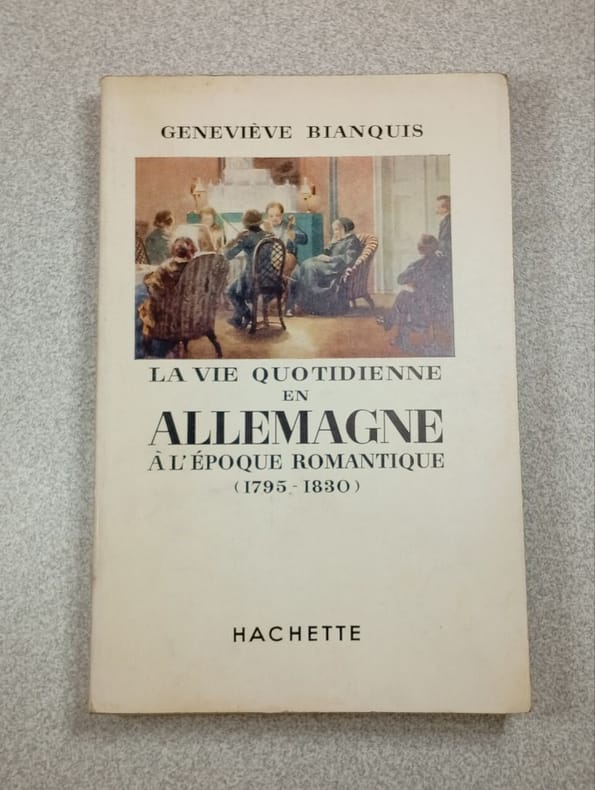 GENEVIÈVE BIANQUIS
LA VIE QUOTIDIENNE
EN
ALLEMAGNE
À L'ÉPOQUE ROMANTIQUE
(1795-1830)
HACHETTE